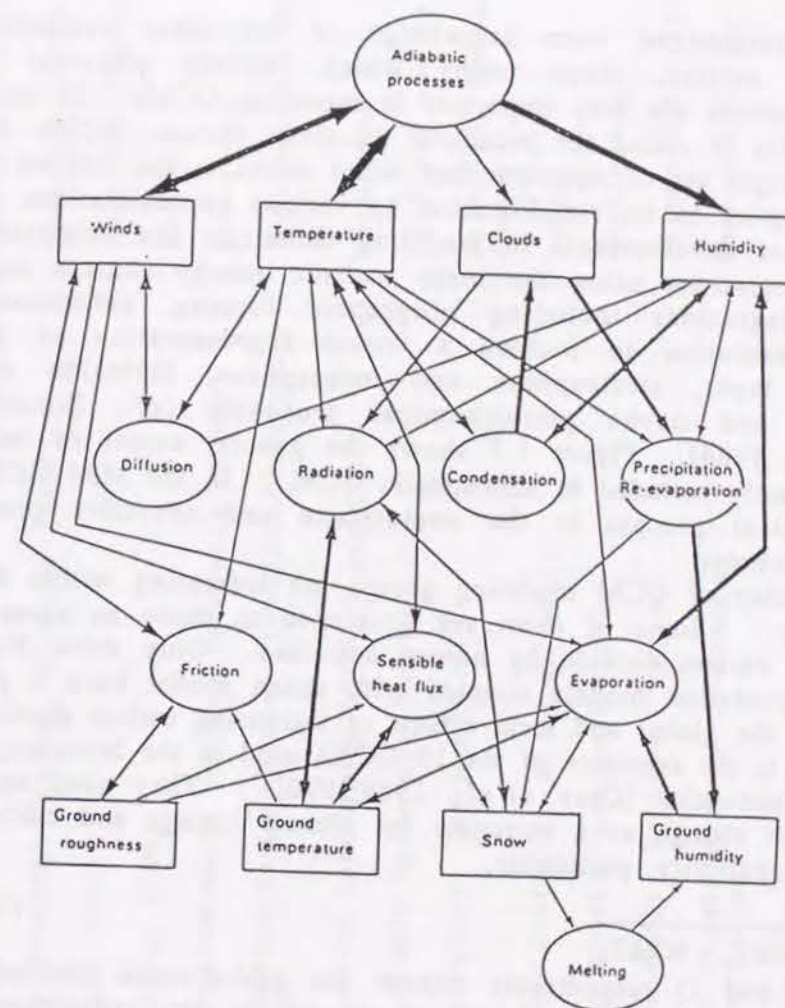 Adiabatic
processes
Winds
Temperature
Clouds
Humidity
Diffusion
Radiation
Condensation
Precipitation
Re-evaporation
Friction
Sensible
heat flux
Evaporation
Ground
roughness
Ground
temperature
Snow
Ground
humidity
Melting